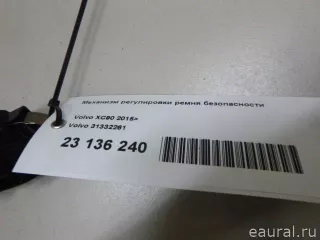 Механизм регулировки ремня безопасности
Volvo XC90 2015>
Volvo 31332261
23 136 240
eaural.ru